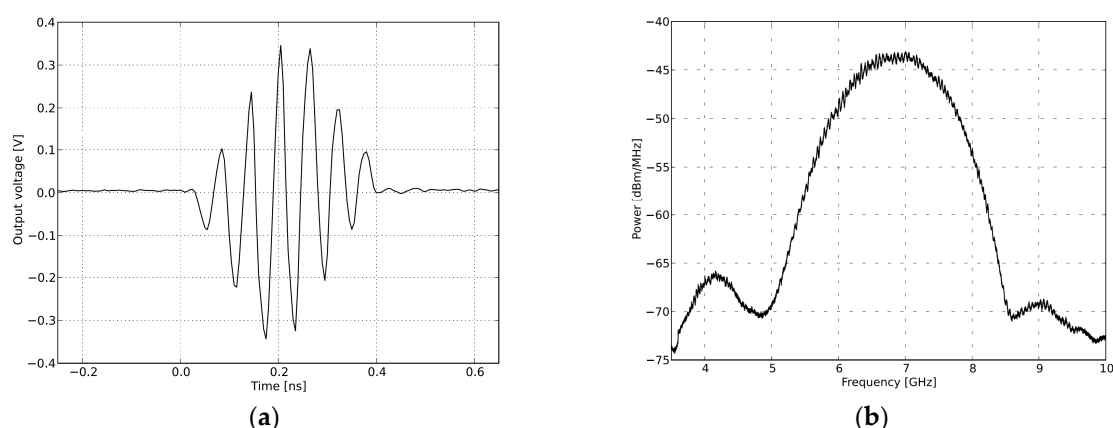 0.4
0.3
0.2
0.1
0.0
−0.1
−0.2
−0.3
−0.4
Output voltage [V]
−0.2 0.0 0.2 0.4 0.6
Time [ns]
(a)
−40
−45
−50
−55
−60
−65
−70
−75
Power [dBm/MHz]
4 5 6 7 8 9 10
Frequency [GHz]
(b)